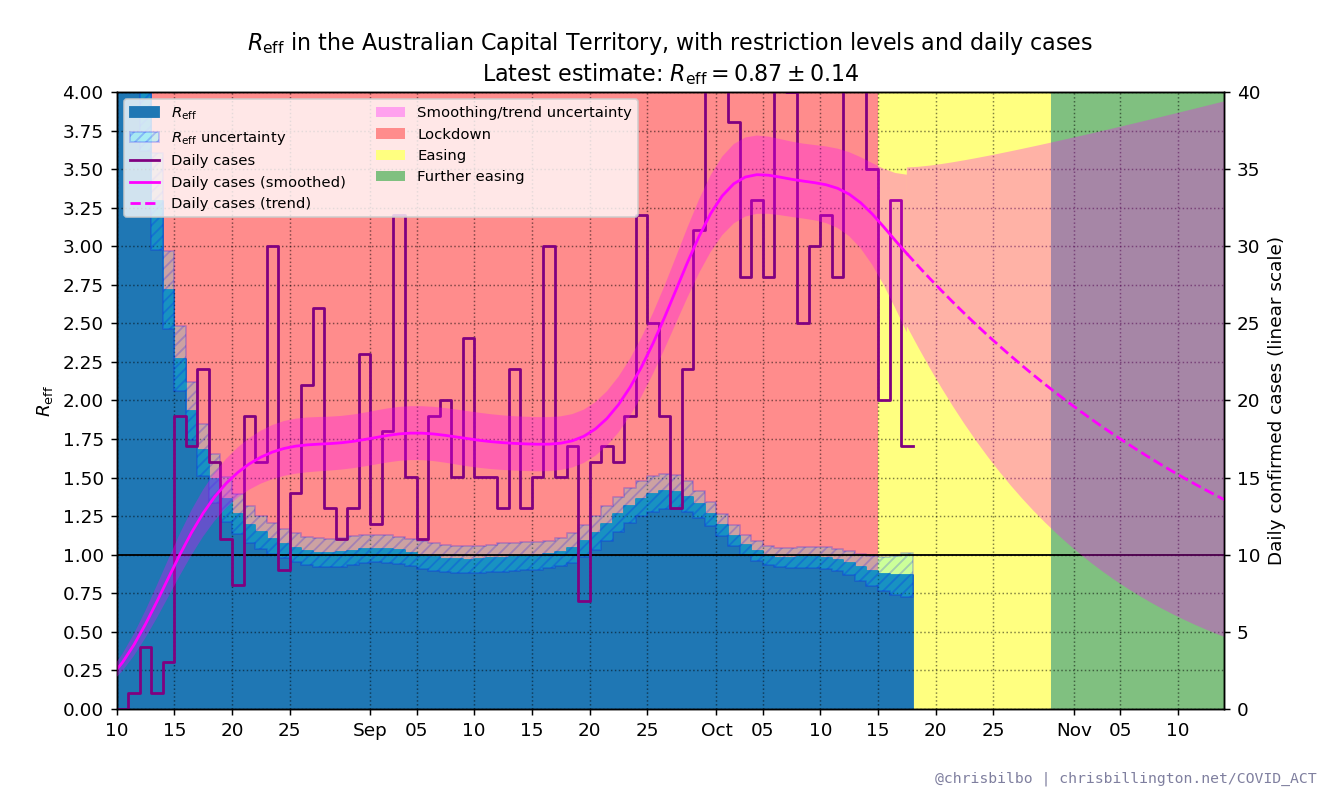 R_eff in the Australian Capital Territory, with restriction levels and daily cases
Latest estimate: R_eff = 0.87 ± 0.14
R_eff
R_eff uncertainty
Daily cases
Daily cases (smoothed)
Daily cases (trend)
Smoothing/trend uncertainty
Lockdown
Easing
Further easing
4.00
3.75
3.50
3.25
3.00
2.75
2.50
2.25
2.00
1.75
1.50
1.25
1.00
0.75
0.50
0.25
0.00
R_eff
40
35
30
25
20
15
10
5
0
Daily confirmed cases (linear scale)
10 15 20 25 Sep 05 10 15 20 25 Oct 05 10 15 20 25 Nov 05 10
@chrisbilbo | chrisbillington.net/COVID_ACT